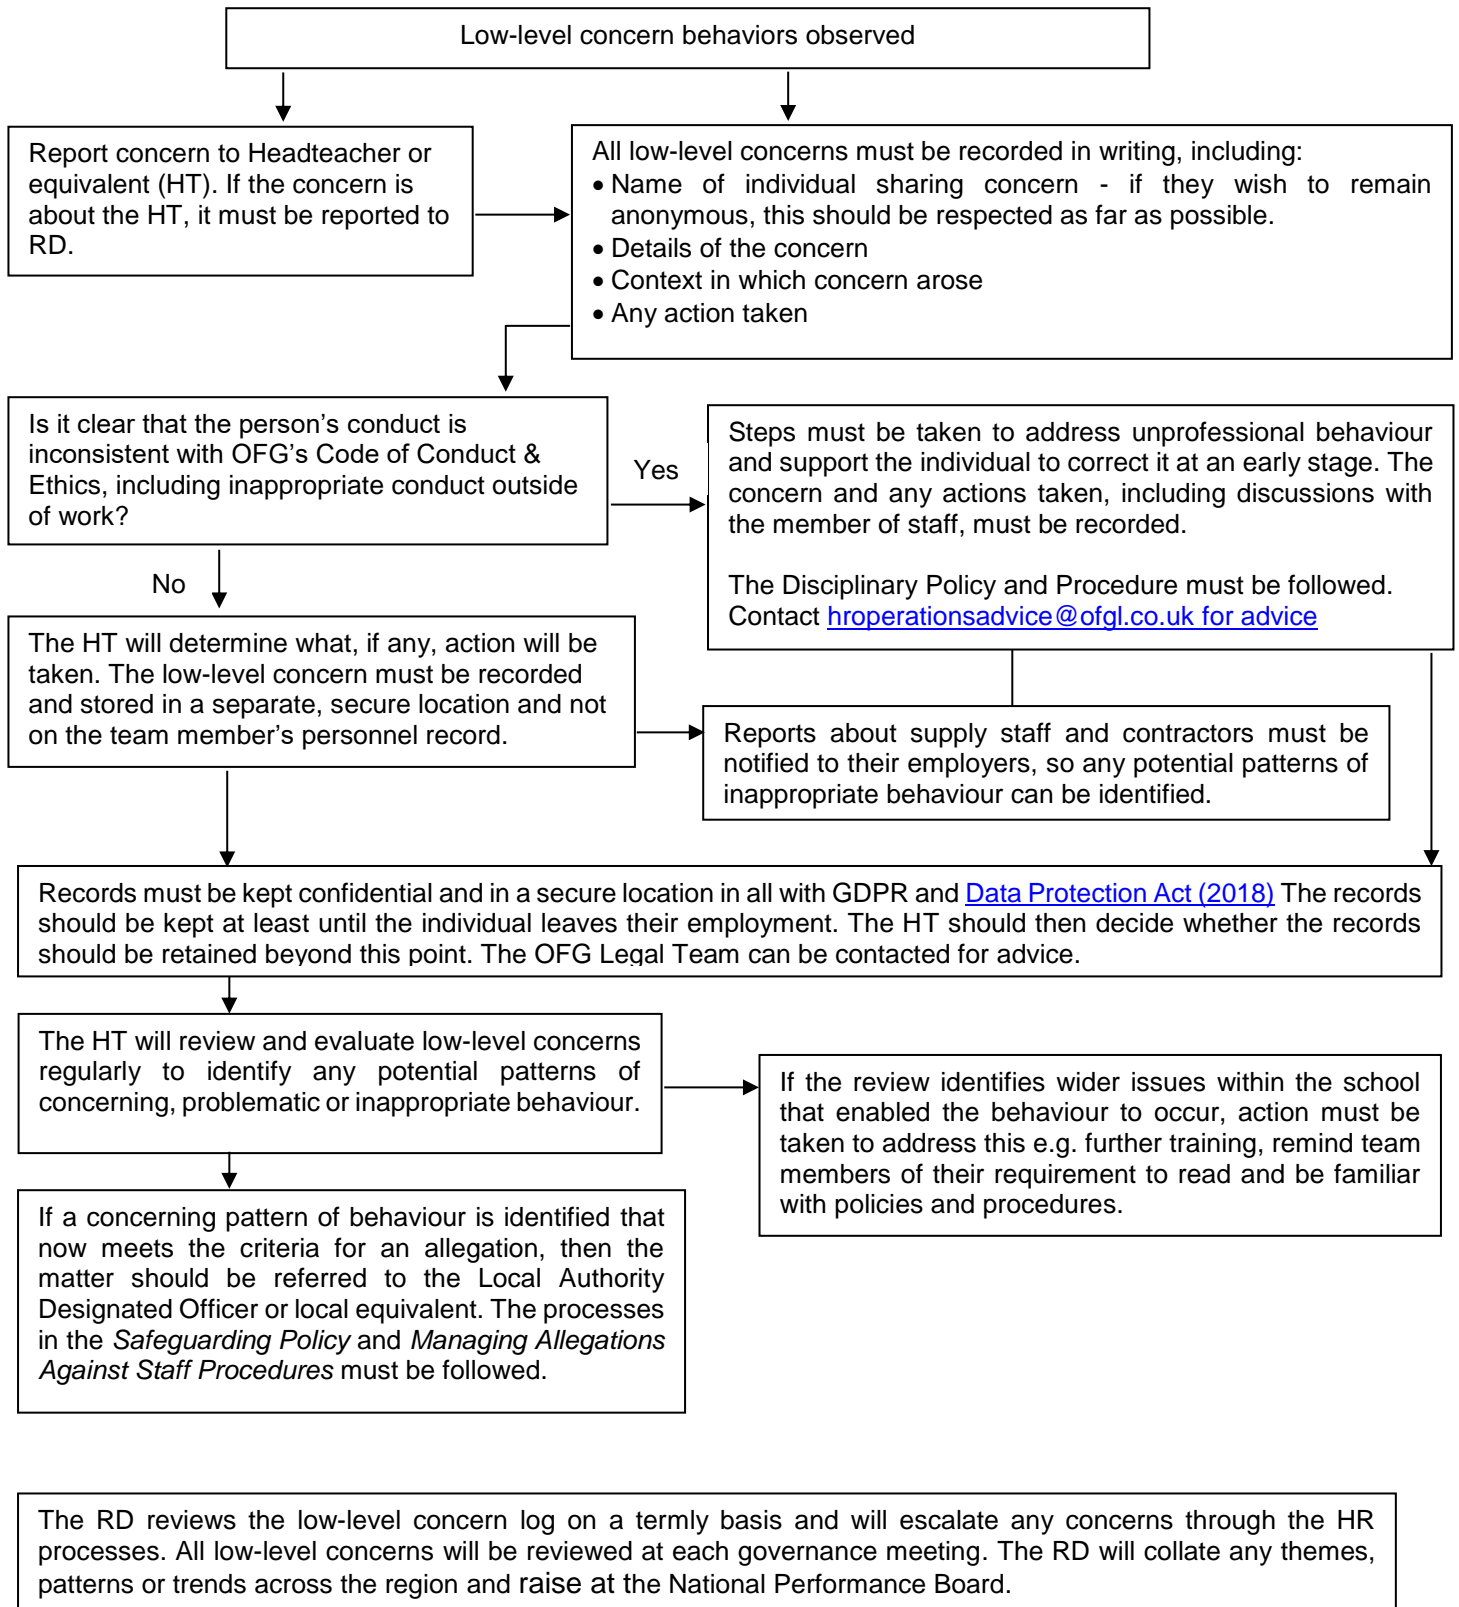 Low-level concern behaviors observed
Report concern to Headteacher or
equivalent (HT). If the concern is
about the HT, it must be reported to
RD.
All low-level concerns must be recorded in writing, including:
• Name of individual sharing concern - if they wish to remain
anonymous, this should be respected as far as possible.
• Details of the concern
• Context in which concern arose
• Any action taken
Is it clear that the person’s conduct is
inconsistent with OFG’s Code of Conduct &
Ethics, including inappropriate conduct outside
of work?
Yes
Steps must be taken to address unprofessional behaviour
and support the individual to correct it at an early stage. The
concern and any actions taken, including discussions with
the member of staff, must be recorded.
The Disciplinary Policy and Procedure must be followed.
Contact hroperationsadvice@ofgl.co.uk for advice
No
The HT will determine what, if any, action will be
taken. The low-level concern must be recorded
and stored in a separate, secure location and not
on the team member’s personnel record.
Reports about supply staff and contractors must be
notified to their employers, so any potential patterns of
inappropriate behaviour can be identified.
Records must be kept confidential and in a secure location in all with GDPR and Data Protection Act (2018) The records
should be kept at least until the individual leaves their employment. The HT should then decide whether the records
should be retained beyond this point. The OFG Legal Team can be contacted for advice.
The HT will review and evaluate low-level concerns
regularly to identify any potential patterns of
concerning, problematic or inappropriate behaviour.
If the review identifies wider issues within the school
that enabled the behaviour to occur, action must be
taken to address this e.g. further training, remind team
members of their requirement to read and be familiar
with policies and procedures.
If a concerning pattern of behaviour is identified that
now meets the criteria for an allegation, then the
matter should be referred to the Local Authority
Designated Officer or local equivalent. The processes
in the Safeguarding Policy and Managing Allegations
Against Staff Procedures must be followed.
The RD reviews the low-level concern log on a termly basis and will escalate any concerns through the HR
processes. All low-level concerns will be reviewed at each governance meeting. The RD will collate any themes,
patterns or trends across the region and raise at the National Performance Board.